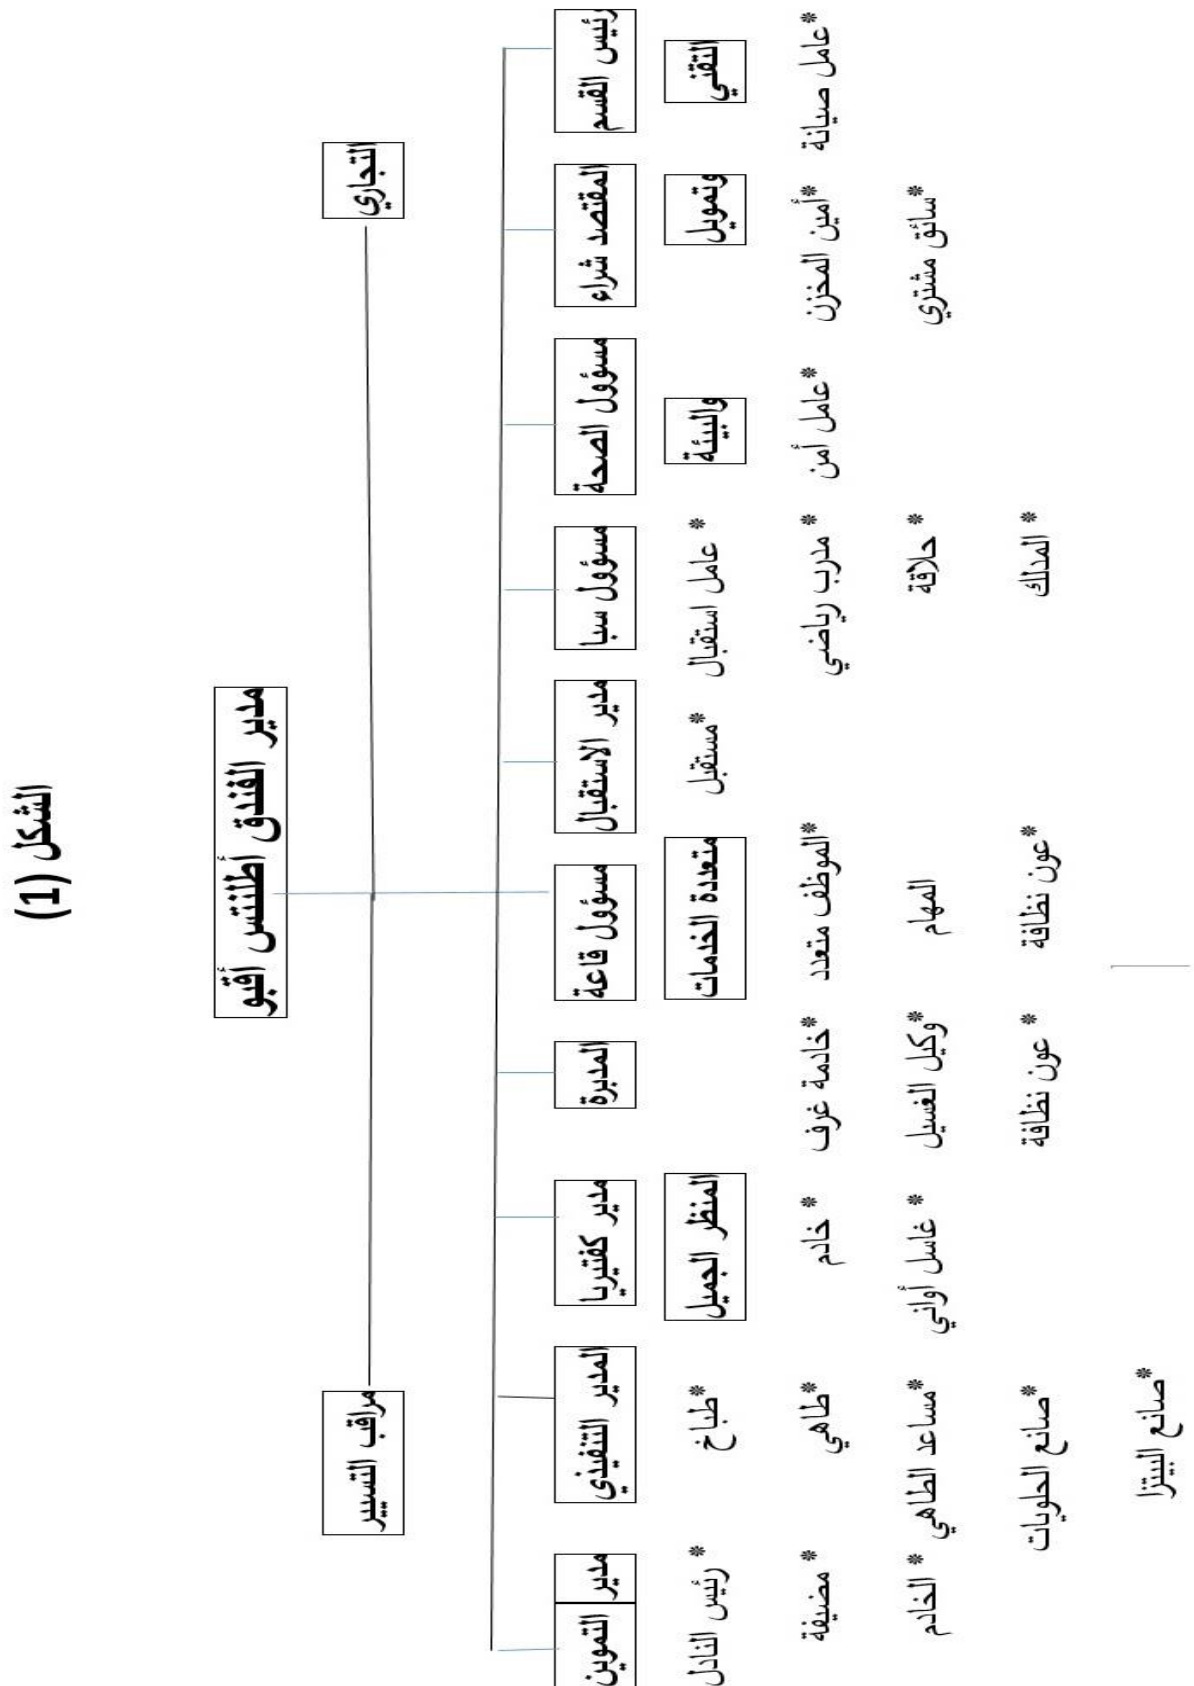 الشكل (1)
مدير الفندق أطلنتس أقبو
التجاري
مراقب التسيير
رئيس القسم
التقني
*عامل صيانة
المقتصد شراء
وتمويل
*أمين المخزن
*سائق مشتري
مسؤول الصحة
والبيئة
*عامل أمن
مسؤول سبا
* عامل استقبال
* مدرب رياضي
* حلاقة
* المدلك
مدير الاستقبال
*مستقبل
مسؤول قاعة
متعددة الخدمات
*الموظف متعدد
المهام
*عون نظافة
المدبرة
*خادمة غرف
*وكيل الغسيل
* عون نظافة
مدير كفتيريا
المنظر الجميل
* خادم
* غاسل أواني
المدير التنفيذي
*طباخ
*طاهي
*مساعد الطاهي
*صانع الحلويات
*صانع البيتزا
مدير
التموين
* رئيس النادل
* مضيفة
* الخادم